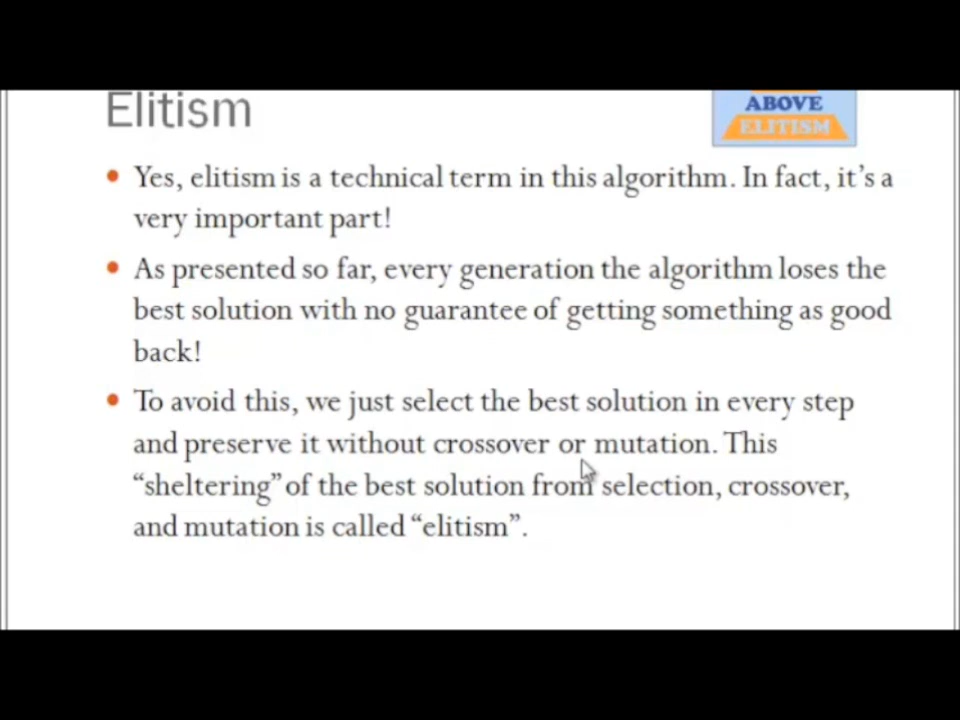 Elitism
ABOVE
ELITISM
• Yes, elitism is a technical term in this algorithm. In fact, it's a
very important part!
• As presented so far, every generation the algorithm loses the
best solution with no guarantee of getting something as good
back!
• To avoid this, we just select the best solution in every step
and preserve it without crossover or mutation. This
“sheltering” of the best solution from selection, crossover,
and mutation is called “elitism”.